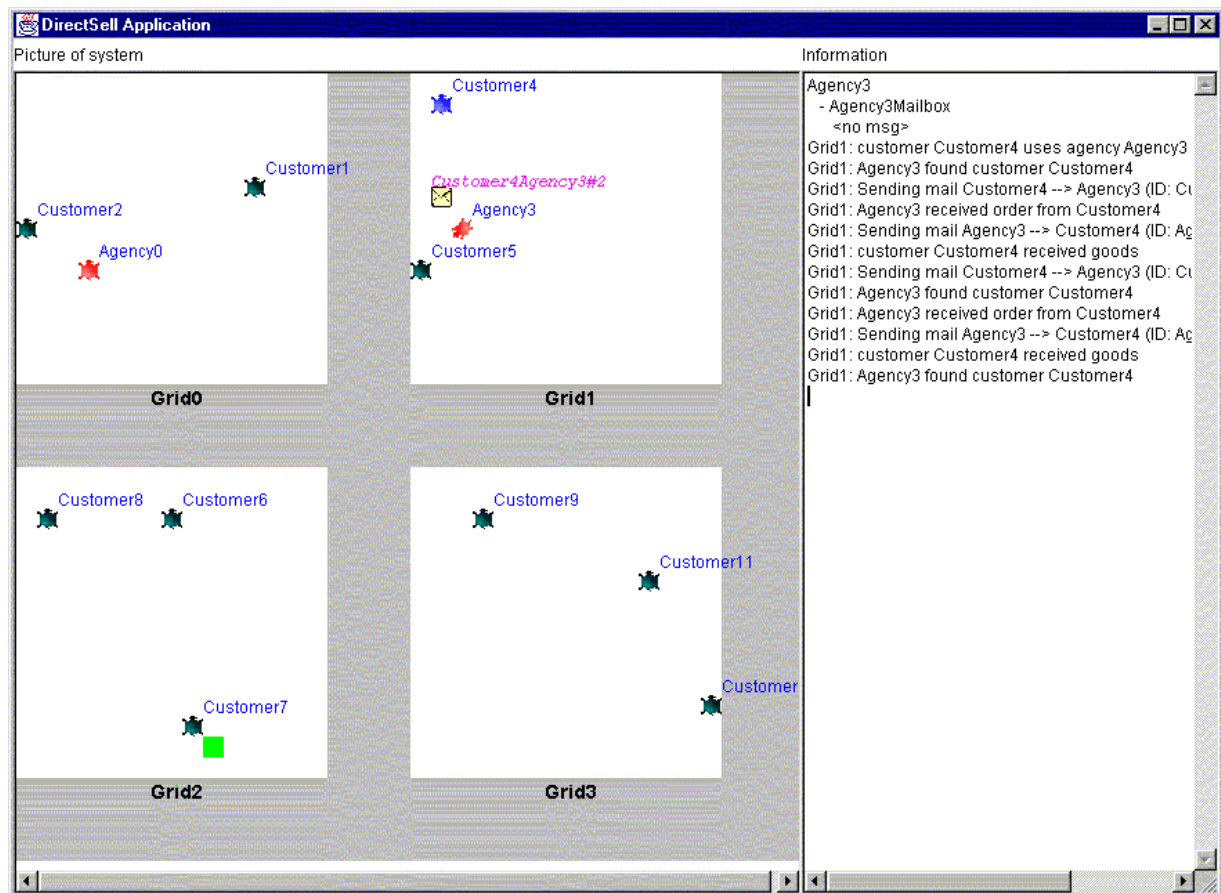 DirectSell Application
Picture of system
Information
Customer4
Customer1
Customer4Agency3#2
Customer2
Agency3
Agency0
Customer5
Grid0
Grid1
Customer8
Customer6
Customer9
Customer11
Customer
Customer7
Grid2
Grid3
Agency3
- Agency3Mailbox
<no msg>
Grid1: customer Customer4 uses agency Agency3
Grid1: Agency3 found customer Customer4
Grid1: Sending mail Customer4 --> Agency3 (ID: Cu
Grid1: Agency3 received order from Customer4
Grid1: Sending mail Agency3 --> Customer4 (ID: Ag
Grid1: customer Customer4 received goods
Grid1: Sending mail Customer4 --> Agency3 (ID: Cu
Grid1: Agency3 found customer Customer4
Grid1: Agency3 received order from Customer4
Grid1: Sending mail Agency3 --> Customer4 (ID: Ag
Grid1: customer Customer4 received goods
Grid1: Agency3 found customer Customer4